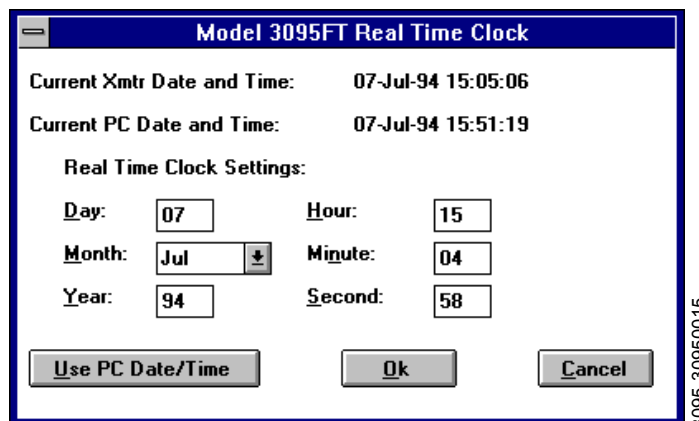 Model 3095FT Real Time Clock
Current Xmtr Date and Time: 07-Jul-94 15:05:06
Current PC Date and Time: 07-Jul-94 15:51:19
Real Time Clock Settings:
Day: 07 Hour: 15
Month: Jul Minute: 04
Year: 94 Second: 58
Use PC Date/Time Ok Cancel